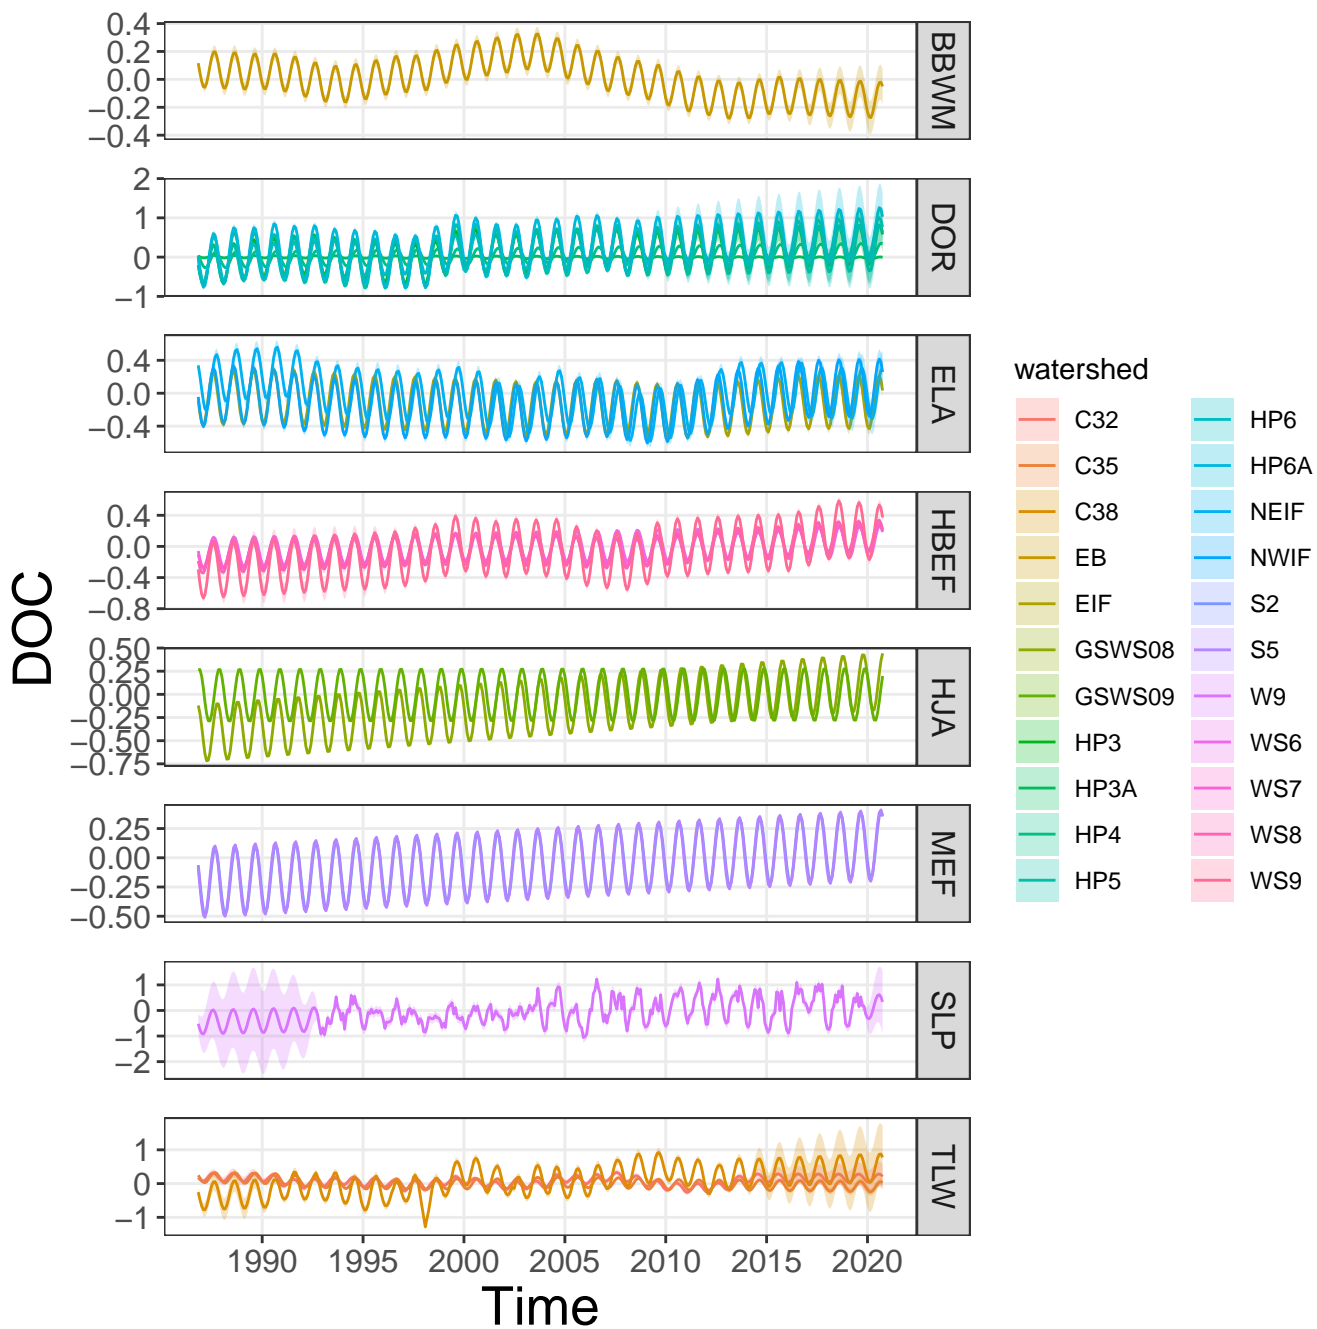 DOC
0.4
0.2
0.0
−0.2
−0.4
BBWM
2
1
0
−1
DOR
0.4
0.0
−0.4
ELA
0.4
0.0
−0.4
−0.8
HBEF
0.50
0.25
0.00
−0.25
−0.50
−0.75
HJA
0.25
0.00
−0.25
−0.50
MEF
1
0
−1
−2
SLP
1
0
−1
TLW
1990 1995 2000 2005 2010 2015 2020
Time
watershed
C32
C35
C38
EB
EIF
GSWS08
GSWS09
HP3
HP3A
HP4
HP5
HP6
HP6A
NEIF
NWIF
S2
S5
W9
WS6
WS7
WS8
WS9